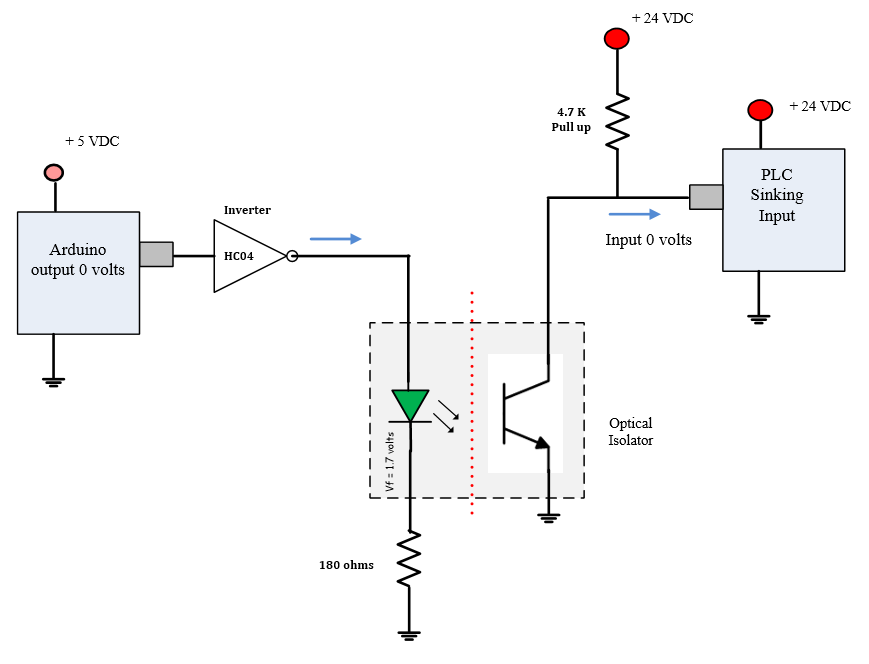 + 24 VDC
4.7 K
Pull up
+ 24 VDC
+ 5 VDC
PLC
Sinking
Input
Inverter
Arduino
output 0 volts
HC04
Input 0 volts
Vf = 1.7 volts
Optical
Isolator
180 ohms